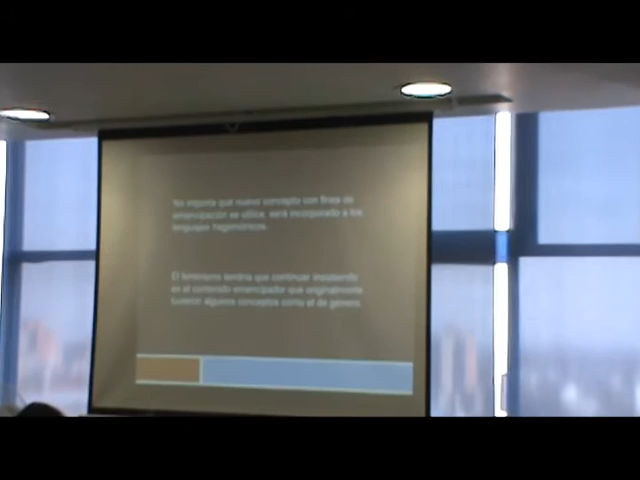 No importa qué nuevo concepto con fines de
emancipación se utilice, será incorporado a los
lenguajes hegemónicos.
El feminismo tendría que continuar insistiendo
en el contenido emancipador que originalmente
tuvieron algunos conceptos como el de género.